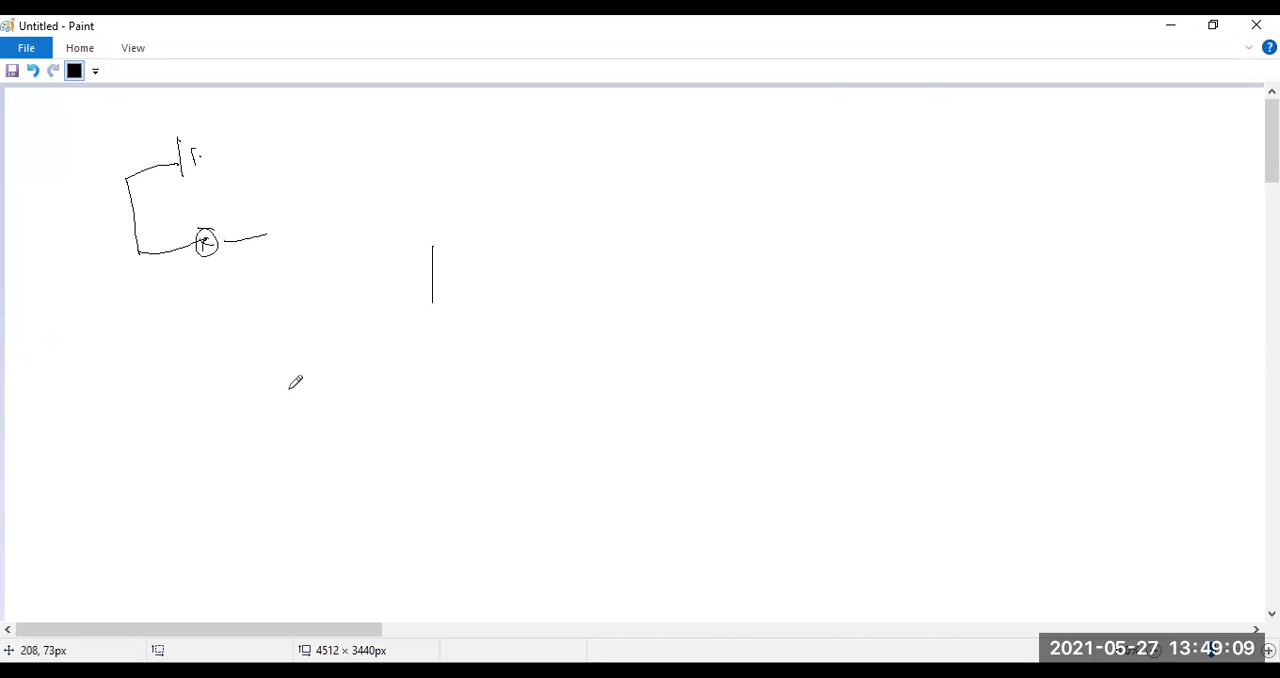 Untitled - Paint
File Home View
R
208, 73px
4512 × 3440px
2021-05-27 13:49:09